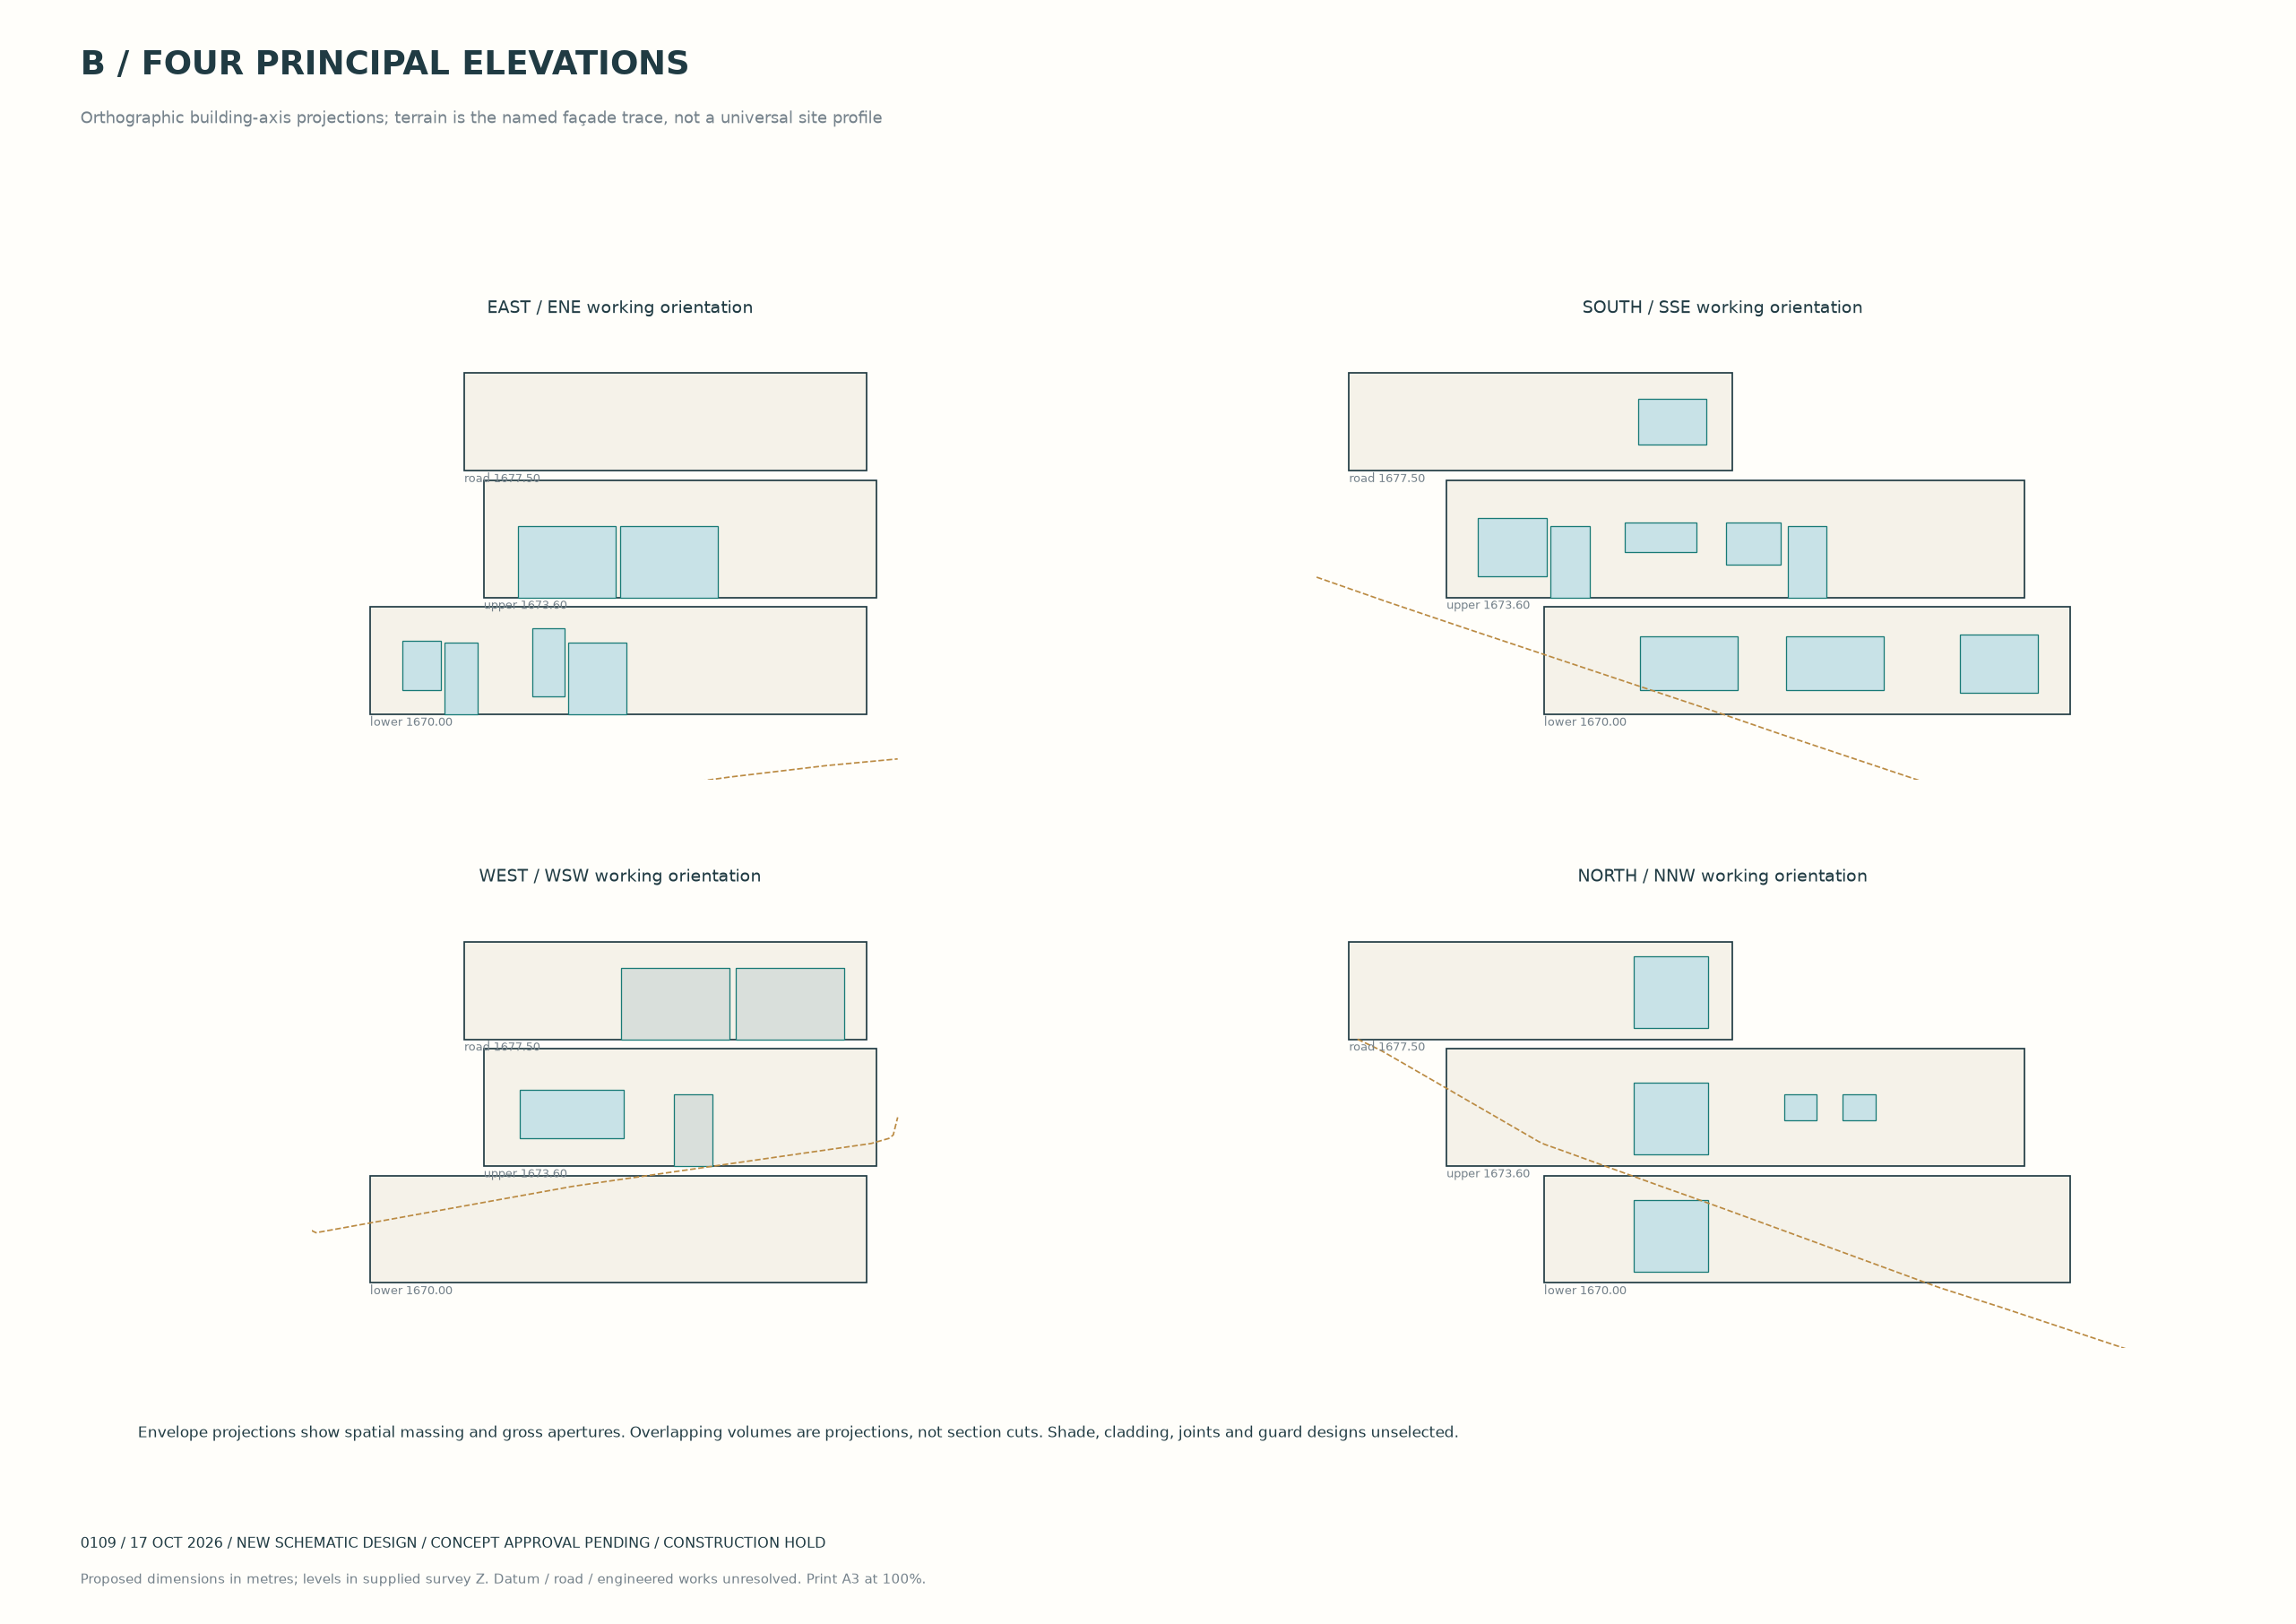 B / FOUR PRINCIPAL ELEVATIONS
Orthographic building-axis projections; terrain is the named façade trace, not a universal site profile
EAST / ENE working orientation
road 1677.50
upper 1673.60
lower 1670.00
SOUTH / SSE working orientation
road 1677.50
upper 1673.60
lower 1670.00
WEST / WSW working orientation
road 1677.50
upper 1673.60
lower 1670.00
NORTH / NNW working orientation
road 1677.50
upper 1673.60
lower 1670.00
Envelope projections show spatial massing and gross apertures. Overlapping volumes are projections, not section cuts. Shade, cladding, joints and guard designs unselected.
0109 / 17 OCT 2026 / NEW SCHEMATIC DESIGN / CONCEPT APPROVAL PENDING / CONSTRUCTION HOLD
Proposed dimensions in metres; levels in supplied survey Z. Datum / road / engineered works unresolved. Print A3 at 100%.